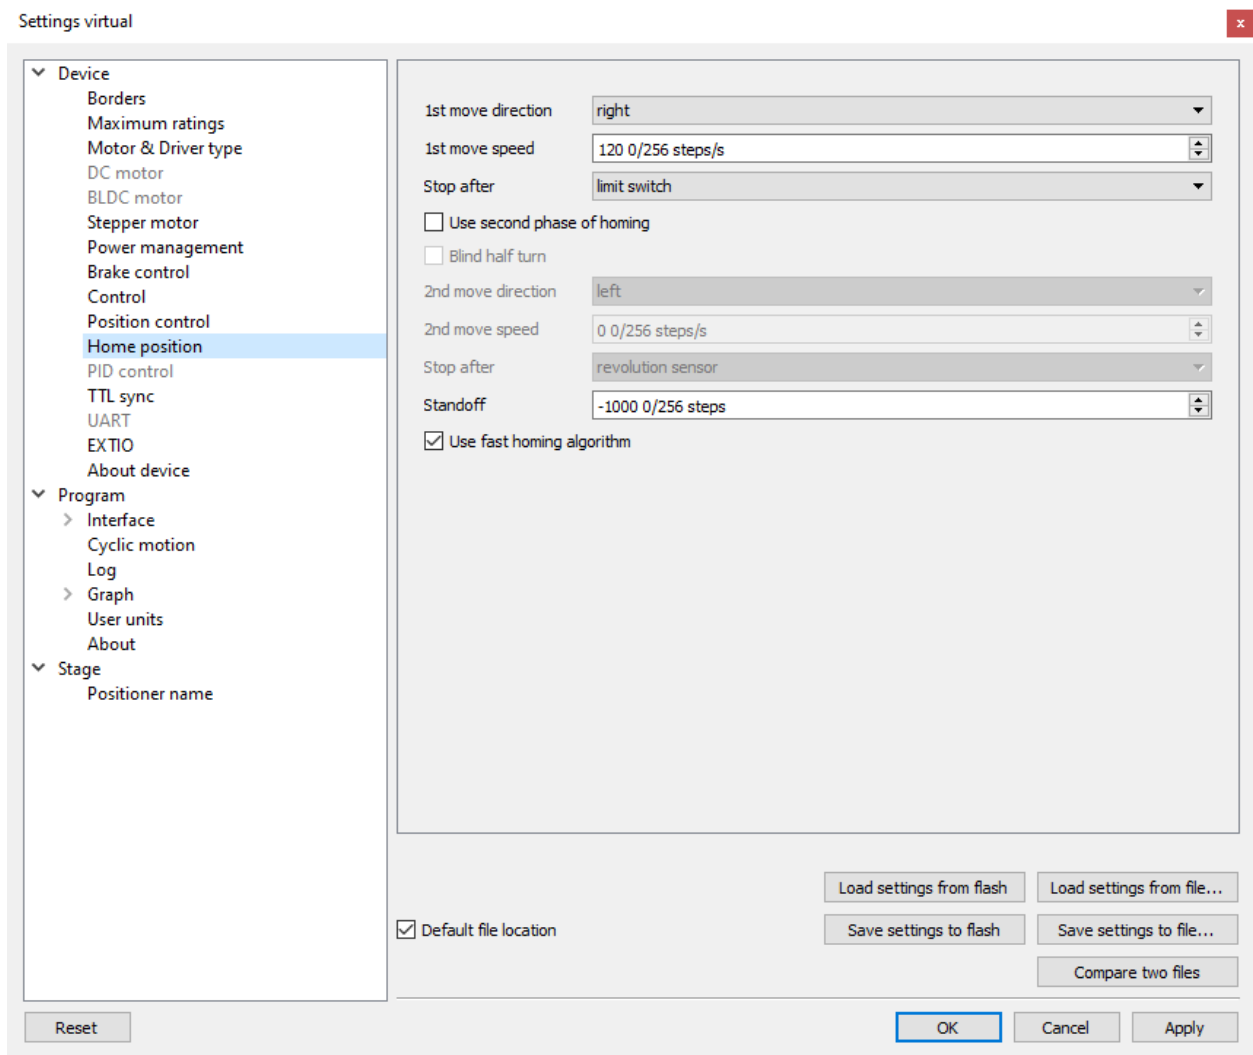 Settings virtual
x
Device
Borders
Maximum ratings
Motor & Driver type
DC motor
BLDC motor
Stepper motor
Power management
Brake control
Control
Position control
Home position
PID control
TTL sync
UART
EXTIO
About device
Program
Interface
Cyclic motion
Log
Graph
User units
About
Stage
Positioner name
1st move direction right
1st move speed 120 0/256 steps/s
Stop after limit switch
Use second phase of homing
Blind half turn
2nd move direction left
2nd move speed 0 0/256 steps/s
Stop after revolution sensor
Standoff -1000 0/256 steps
Use fast homing algorithm
Load settings from flash Load settings from file...
Default file location Save settings to flash Save settings to file...
Compare two files
Reset OK Cancel Apply